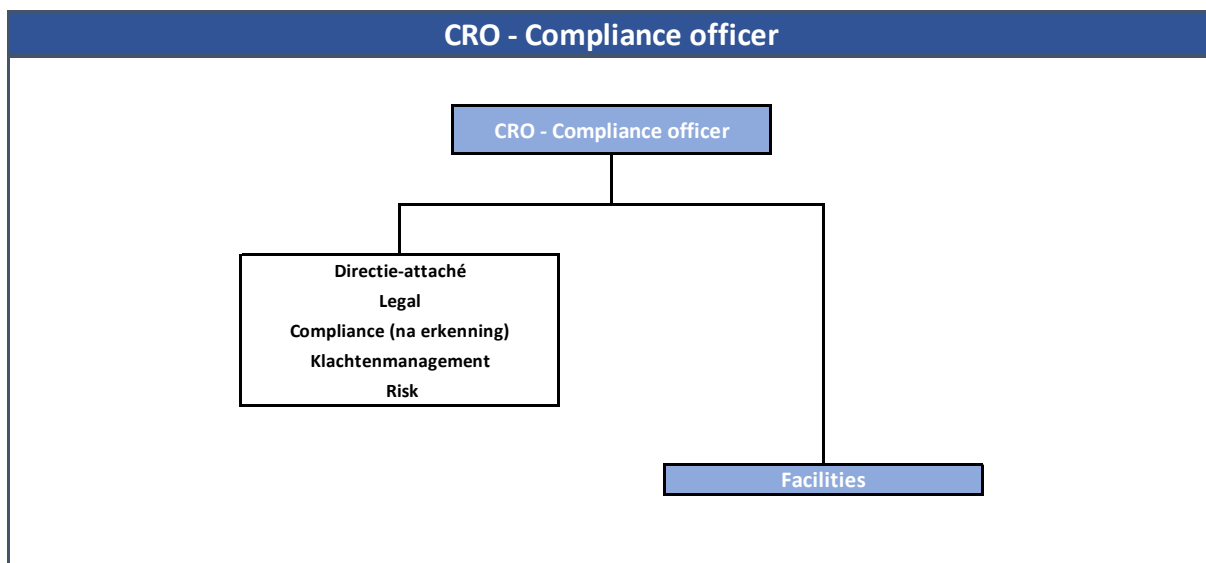 CRO - Compliance officer
CRO - Compliance officer
Directie-attaché
Legal
Compliance (na erkenning)
Klachtenmanagement
Risk
Facilities